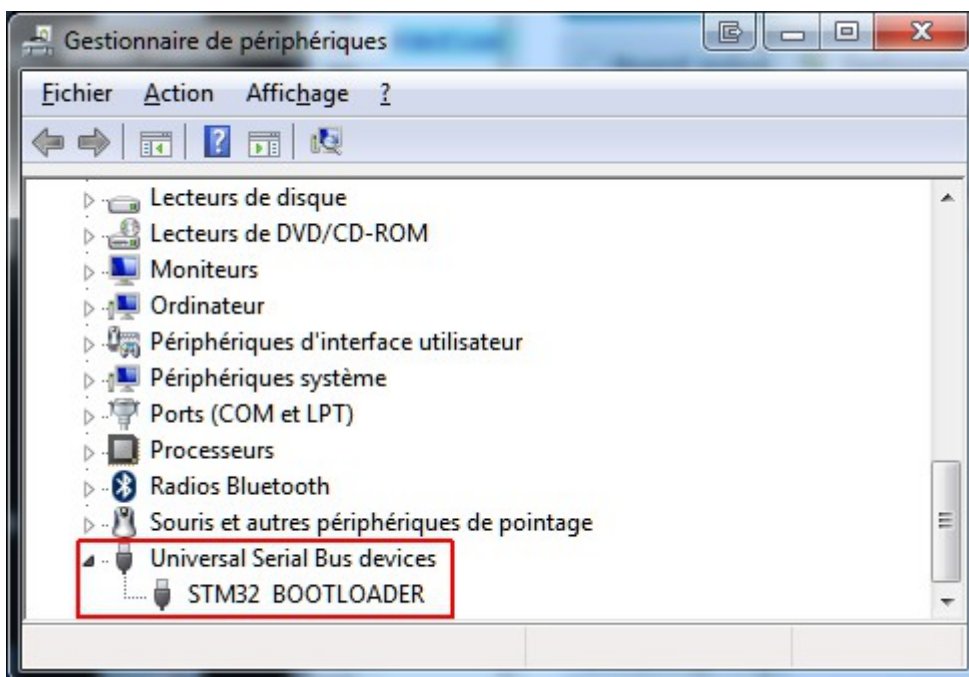 Gestionnaire de périphériques
Fichier Action Affichage ?
Lecteurs de disque
Lecteurs de DVD/CD-ROM
Moniteurs
Ordinateur
Périphériques d'interface utilisateur
Périphériques système
Ports (COM et LPT)
Processeurs
Radios Bluetooth
Souris et autres périphériques de pointage
Universal Serial Bus devices
STM32 BOOTLOADER